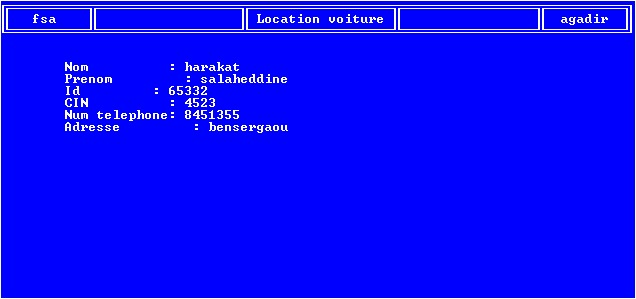 fsa Location voiture agadir
Nom : harakat
Prenom : salaheddine
Id : 65332
CIN : 4523
Num telephone: 8451355
Adresse : bensergaou